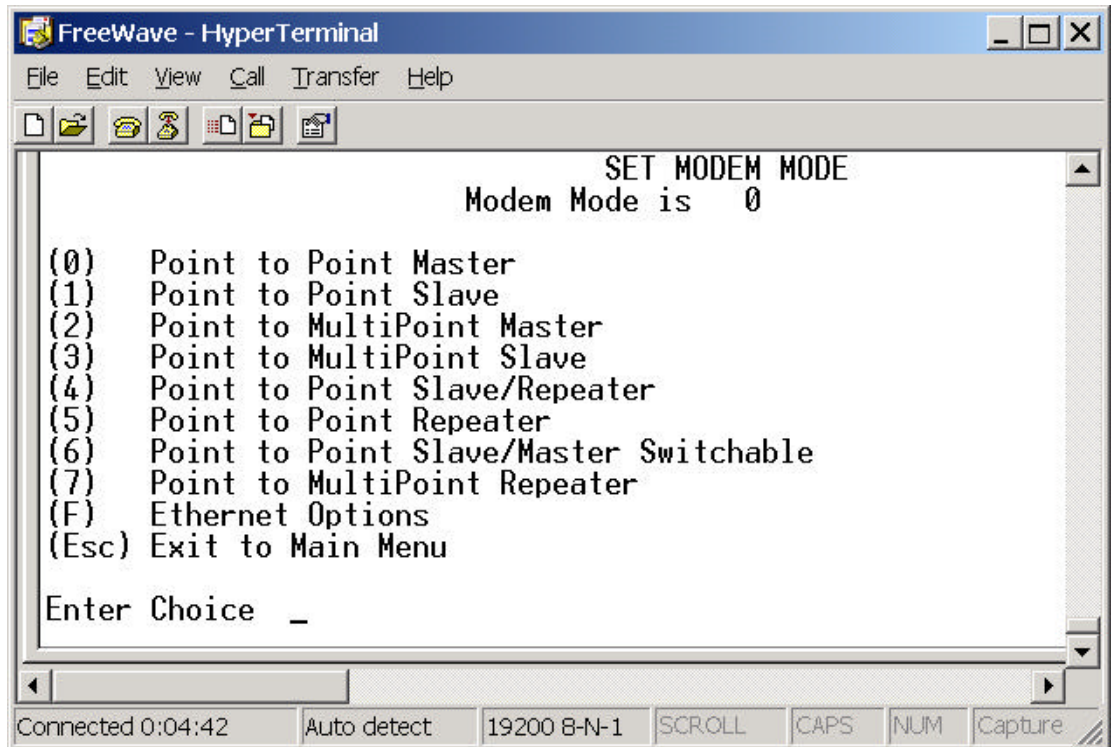 FreeWave - HyperTerminal
File Edit View Call Transfer Help
SET MODEM MODE
Modem Mode is 0
(0) Point to Point Master
(1) Point to Point Slave
(2) Point to MultiPoint Master
(3) Point to MultiPoint Slave
(4) Point to Point Slave/Repeater
(5) Point to Point Repeater
(6) Point to Point Slave/Master Switchable
(7) Point to MultiPoint Repeater
(F) Ethernet Options
(Esc) Exit to Main Menu
Enter Choice _
Connected 0:04:42 Auto detect 19200 8-N-1 SCROLL CAPS NUM Capture